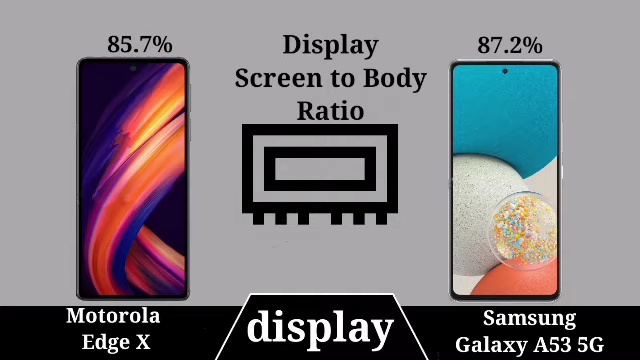 85.7%
Display
Screen to Body
Ratio
87.2%
Motorola
Edge X
display
Samsung
Galaxy A53 5G